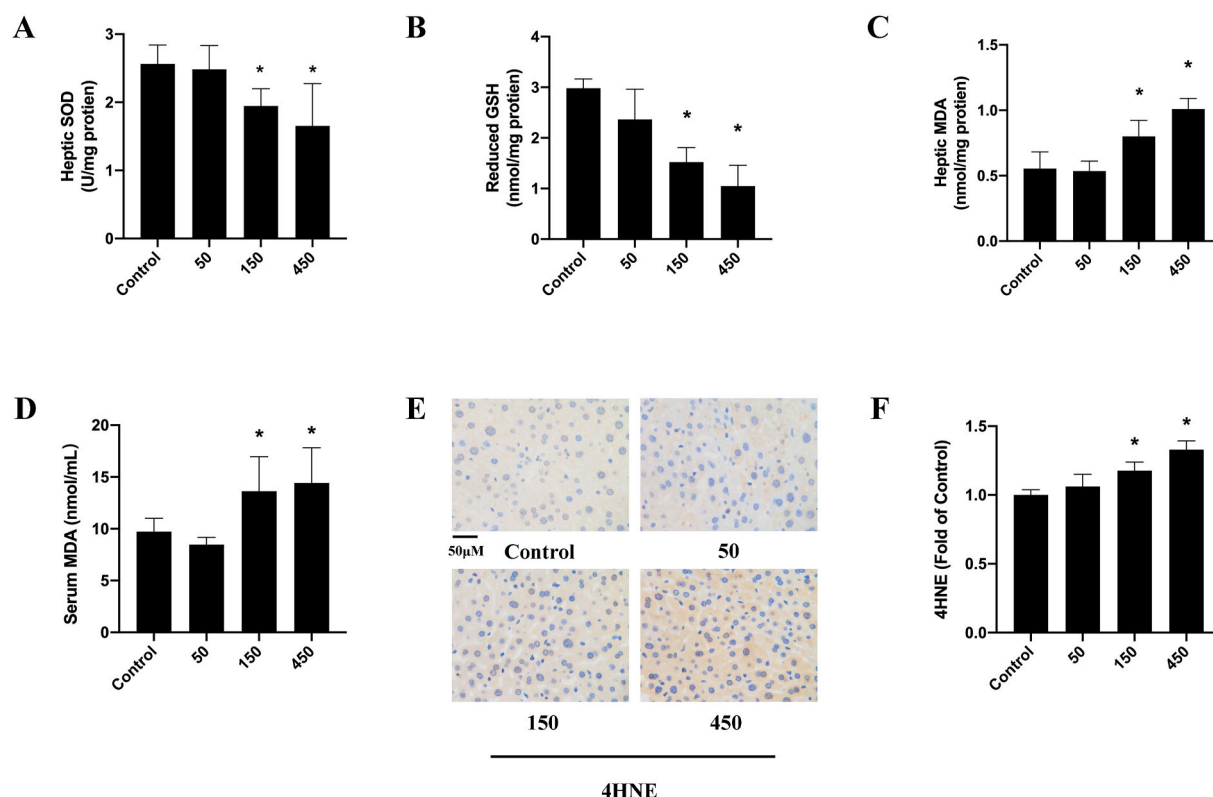 A
Heptic SOD
(U/mg protien)
3
2
1
0
*
*
Control
50
150
450
B
Reduced GSH
(nmol/mg protien)
4
3
2
1
0
*
*
Control
50
150
450
C
Heptic MDA
(nmol/mg protien)
1.5
1.0
0.5
0.0
*
*
Control
50
150
450
D
Serum MDA (nmol/mL)
20
15
10
5
0
*
*
Control
50
150
450
E
50μM
Control
50
150
450
4HNE
F
4HNE (Fold of Control)
1.5
1.0
0.5
0.0
*
*
Control
50
150
450